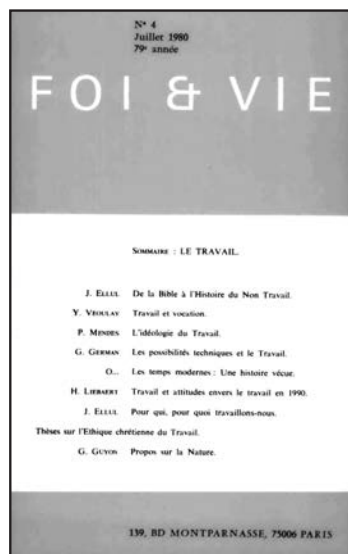 N° 4
Juillet 1980
79e année
FOI & VIE
SOMMAIRE : LE TRAVAIL.
J. ELLUL De la Bible à l'Histoire du Non Travail.
Y. VEOULAY Travail et vocation.
P. MENDES L'idéologie du Travail.
G. GERMAN Les possibilités techniques et le Travail.
O... Les temps modernes : Une histoire vécue.
H. LIEBAERT Travail et attitudes envers le travail en 1990.
J. ELLUL Pour qui, pour quoi travaillons-nous.
Thèses sur l'Ethique chrétienne du Travail.
G. GUYON Propos sur la Nature.
139, BD MONTPARNASSE, 75006 PARIS